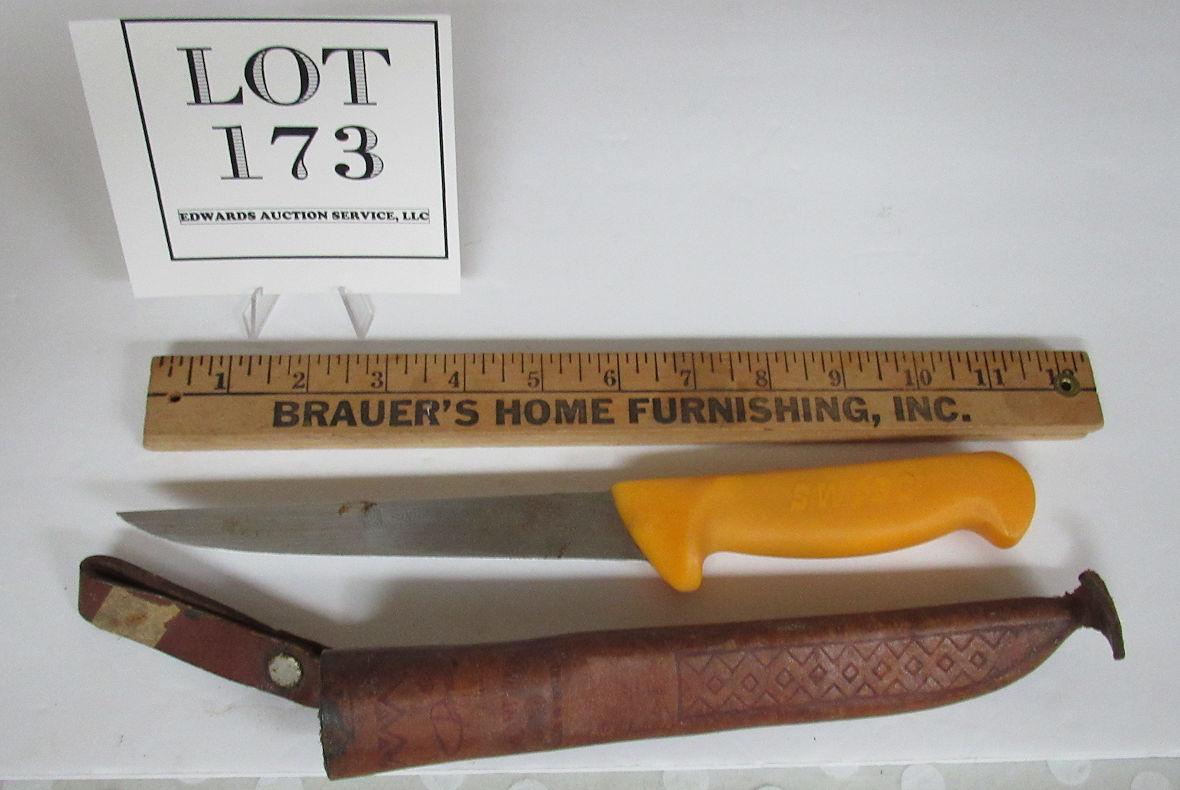 LOT
173
EDWARDS AUCTION SERVICE, LLC
1 2 3 4 5 6 7 8 9 10 11 12
BRAUER'S HOME FURNISHING, INC.